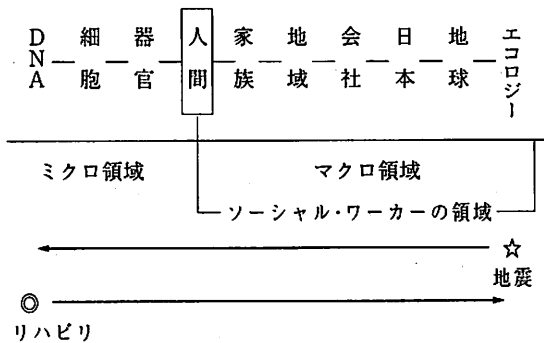 DNA―細胞―器官―人間―家族―地域―会社―日本―地球―エコロジー
ミクロ領域 マクロ領域
ソーシャル・ワーカーの領域
☆
地震
◎
リハビリ